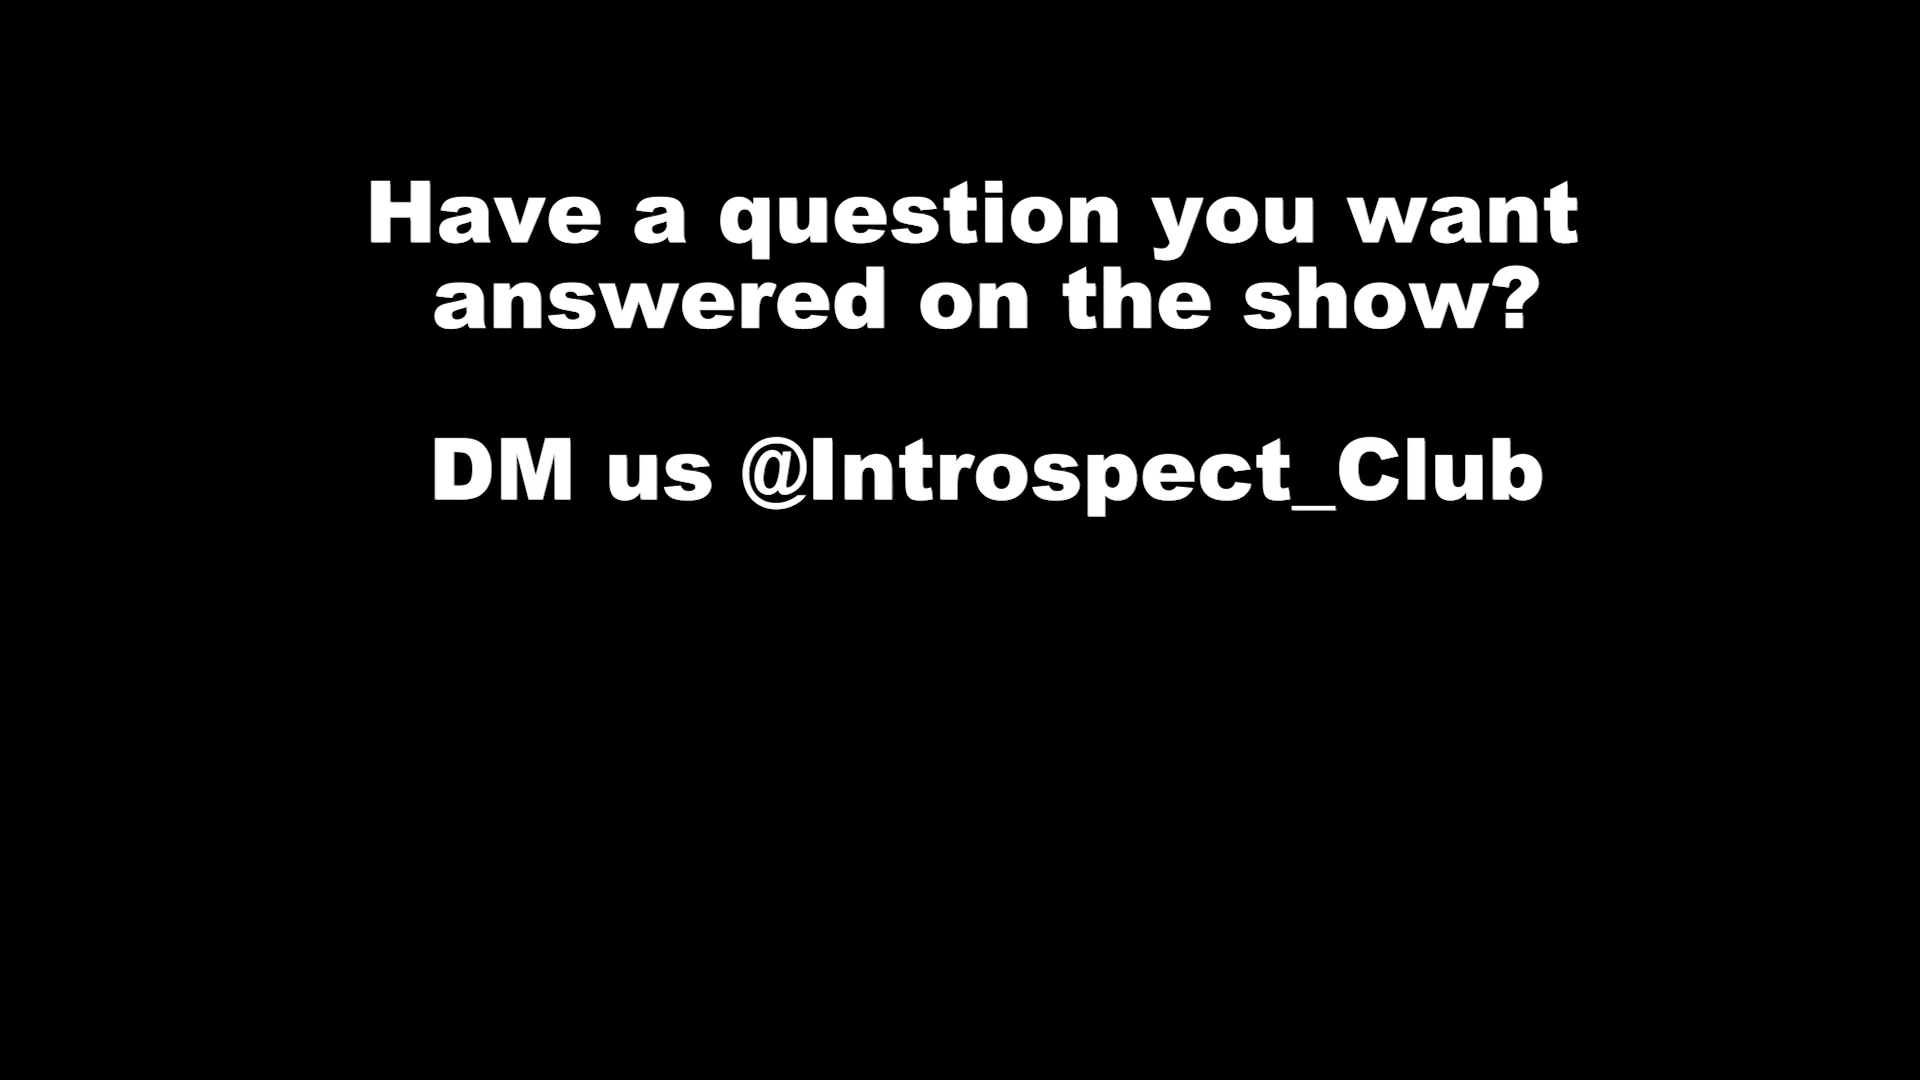 Have a question you want
answered on the show?
DM us @Introspect_Club